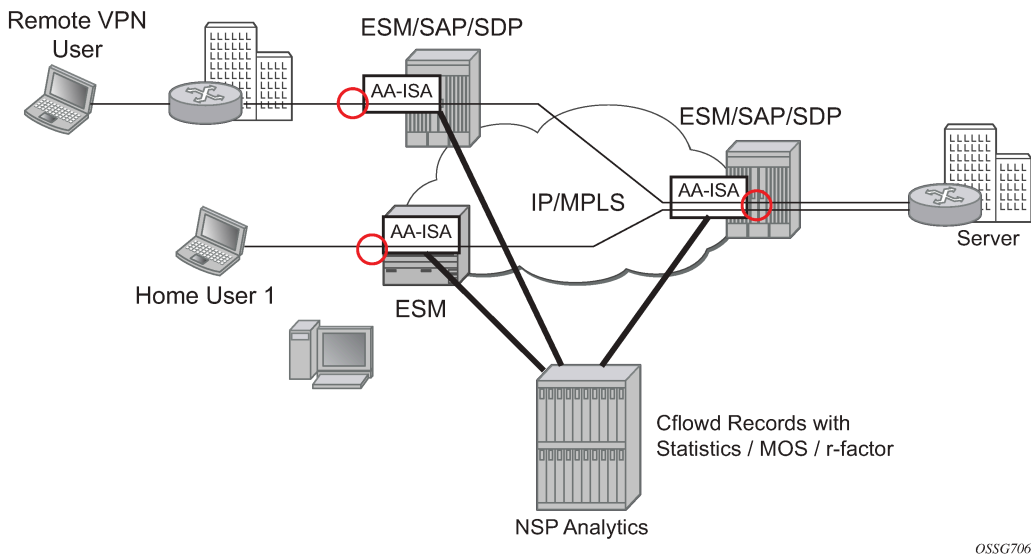 Remote VPN
User
ESM/SAP/SDP
AA-ISA
ESM/SAP/SDP
AA-ISA
IP/MPLS
AA-ISA
Server
Home User 1
ESM
Cflowd Records with
Statistics / MOS / r-factor
NSP Analytics
OSSG706